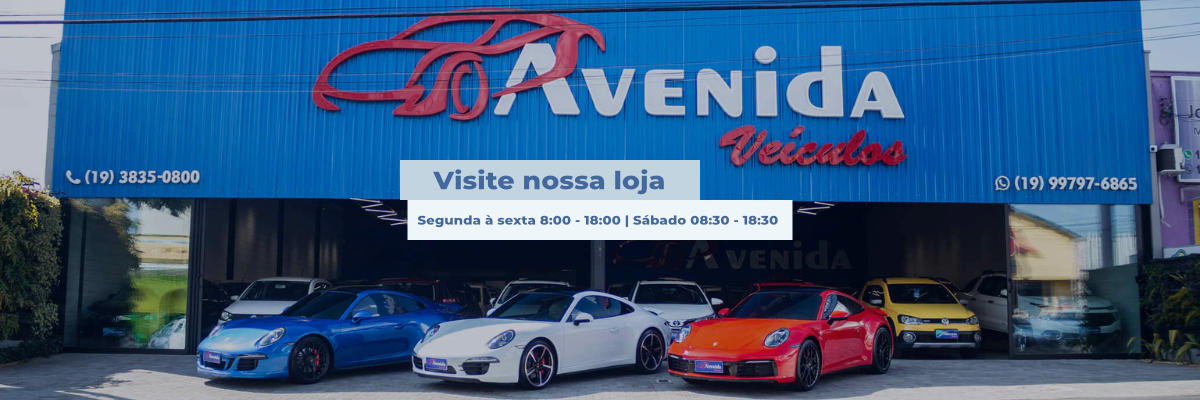 AVENidA
Veículos
(19) 3835-0800
(19) 99797-6865
Visite nossa loja
Segunda à sexta 8:00 - 18:00 | Sábado 08:30 - 18:30
AVENidA